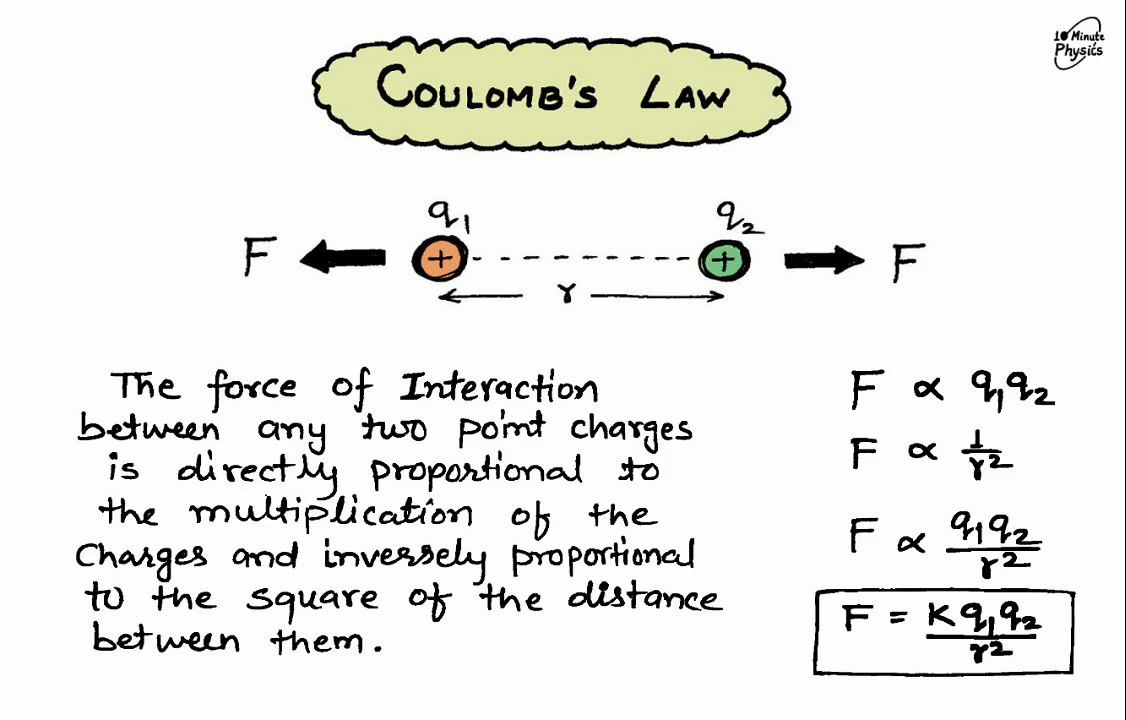 10 Minute
Physics
COULOMB'S LAW
q₁ q₂
F + + F
r
The force of Interaction
between any two point charges
is directly proportional to
the multiplication of the
Charges and inversely proportional
to the square of the distance
between them.
F ∝ q₁q₂
F ∝ 1/r²
F ∝ q₁q₂/r²
F = Kq₁q₂/r²